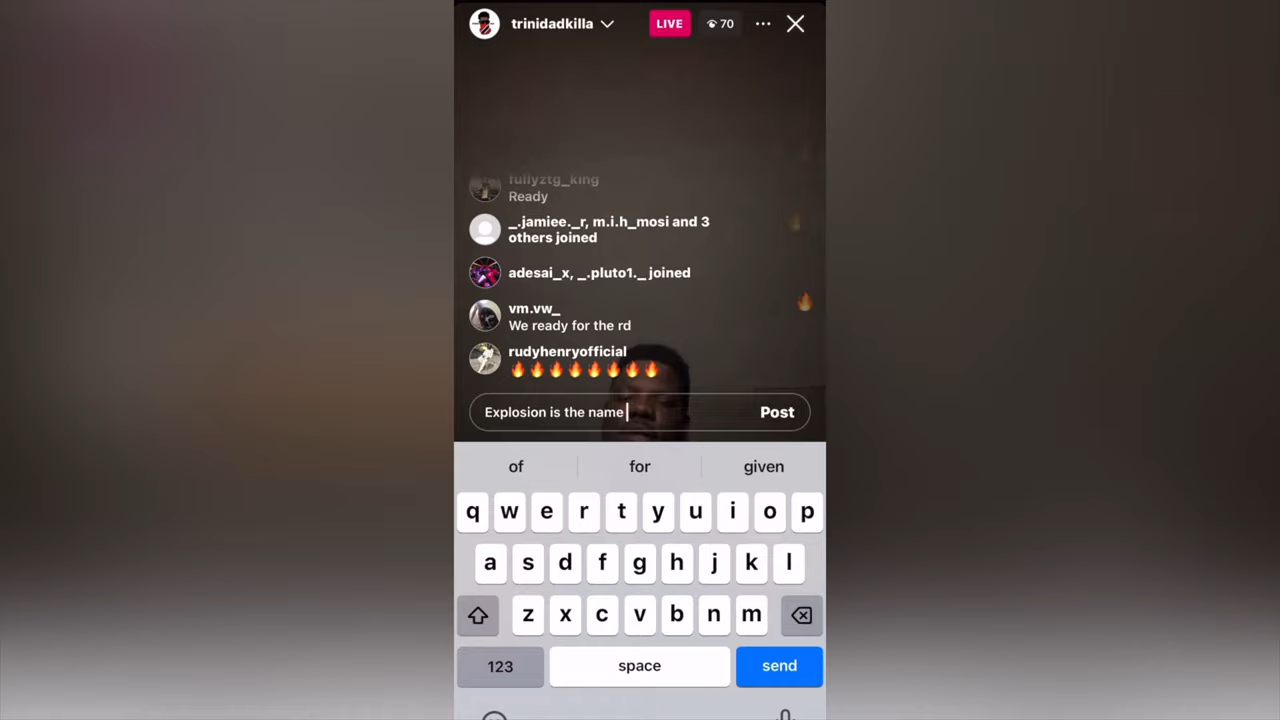 trinidadkilla LIVE 70
fullyztg_king
Ready
_.jamiee._r, m.i.h_mosi and 3
others joined
adesai_x, _.pluto1._ joined
vm.vw_
We ready for the rd
rudyhenryofficial
🔥🔥🔥🔥🔥🔥🔥🔥
Explosion is the name Post
of for given
q w e r t y u i o p
a s d f g h j k l
z x c v b n m
123 space send